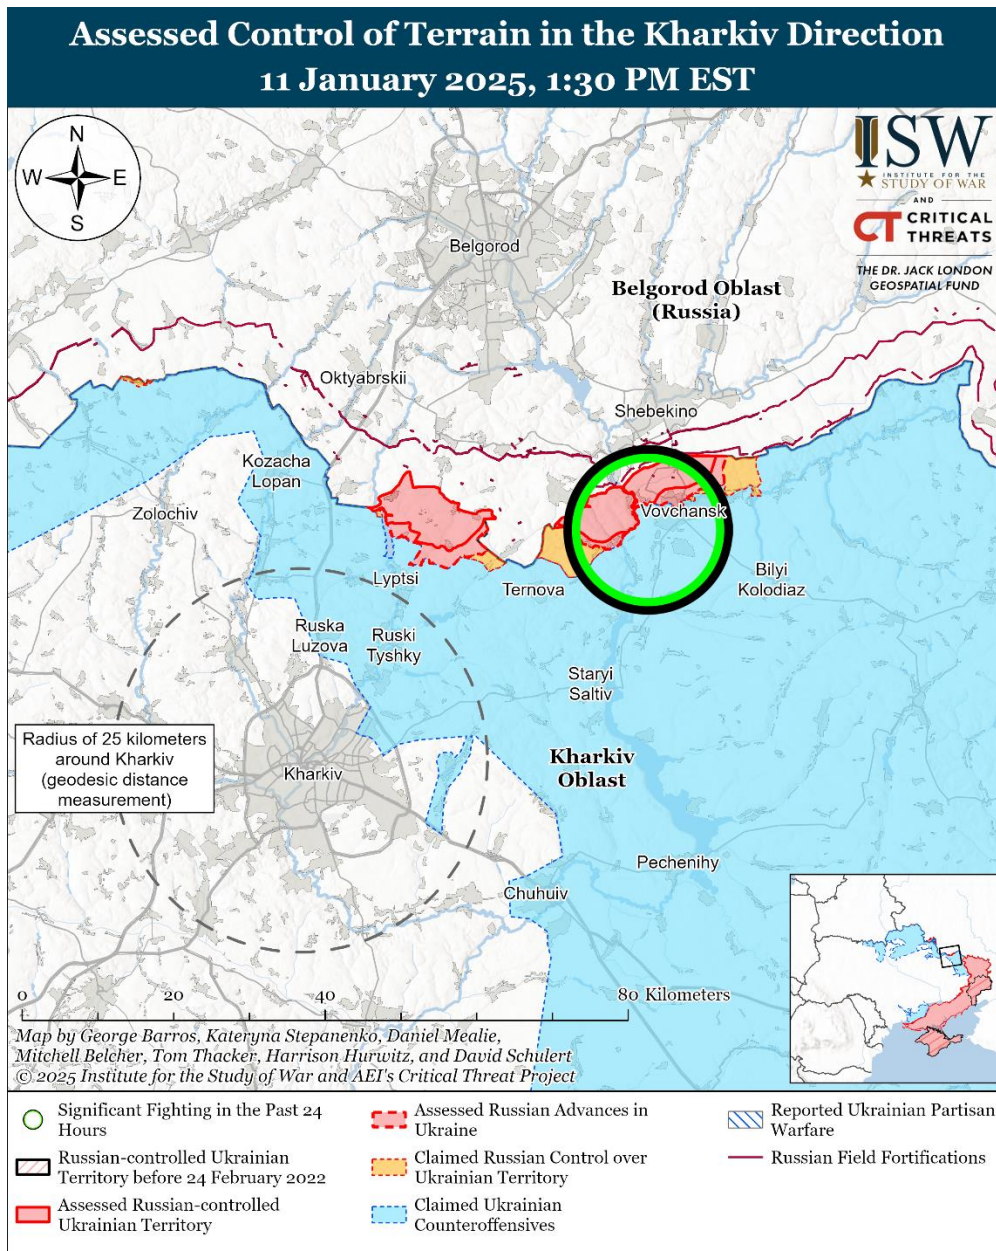 Assessed Control of Terrain in the Kharkiv Direction
11 January 2025, 1:30 PM EST
N
W
E
S
ISW
INSTITUTE FOR THE
STUDY OF WAR
AND
CT CRITICAL
THREATS
THE DR. JACK LONDON
GEOSPATIAL FUND
Belgorod
Belgorod Oblast
(Russia)
Oktyabrskii
Shebekino
Kozacha
Lopan
Zolochiv
Vovchansk
Lyptsi
Ternova
Bilyi
Kolodiaz
Ruska
Luzova
Ruski
Tyshky
Staryi
Saltiv
Radius of 25 kilometers
around Kharkiv
(geodesic distance
measurement)
Kharkiv
Kharkiv
Oblast
Pechenihy
Chuhuiv
0
20
40
80 Kilometers
Map by George Barros, Kateryna Stepanenko, Daniel Mealie,
Mitchell Belcher, Tom Thacker, Harrison Hurwitz, and David Schulert
© 2025 Institute for the Study of War and AEI's Critical Threat Project
Significant Fighting in the Past 24
Hours
Russian-controlled Ukrainian
Territory before 24 February 2022
Assessed Russian-controlled
Ukrainian Territory
Assessed Russian Advances in
Ukraine
Claimed Russian Control over
Ukrainian Territory
Claimed Ukrainian
Counteroffensives
Reported Ukrainian Partisan
Warfare
Russian Field Fortifications